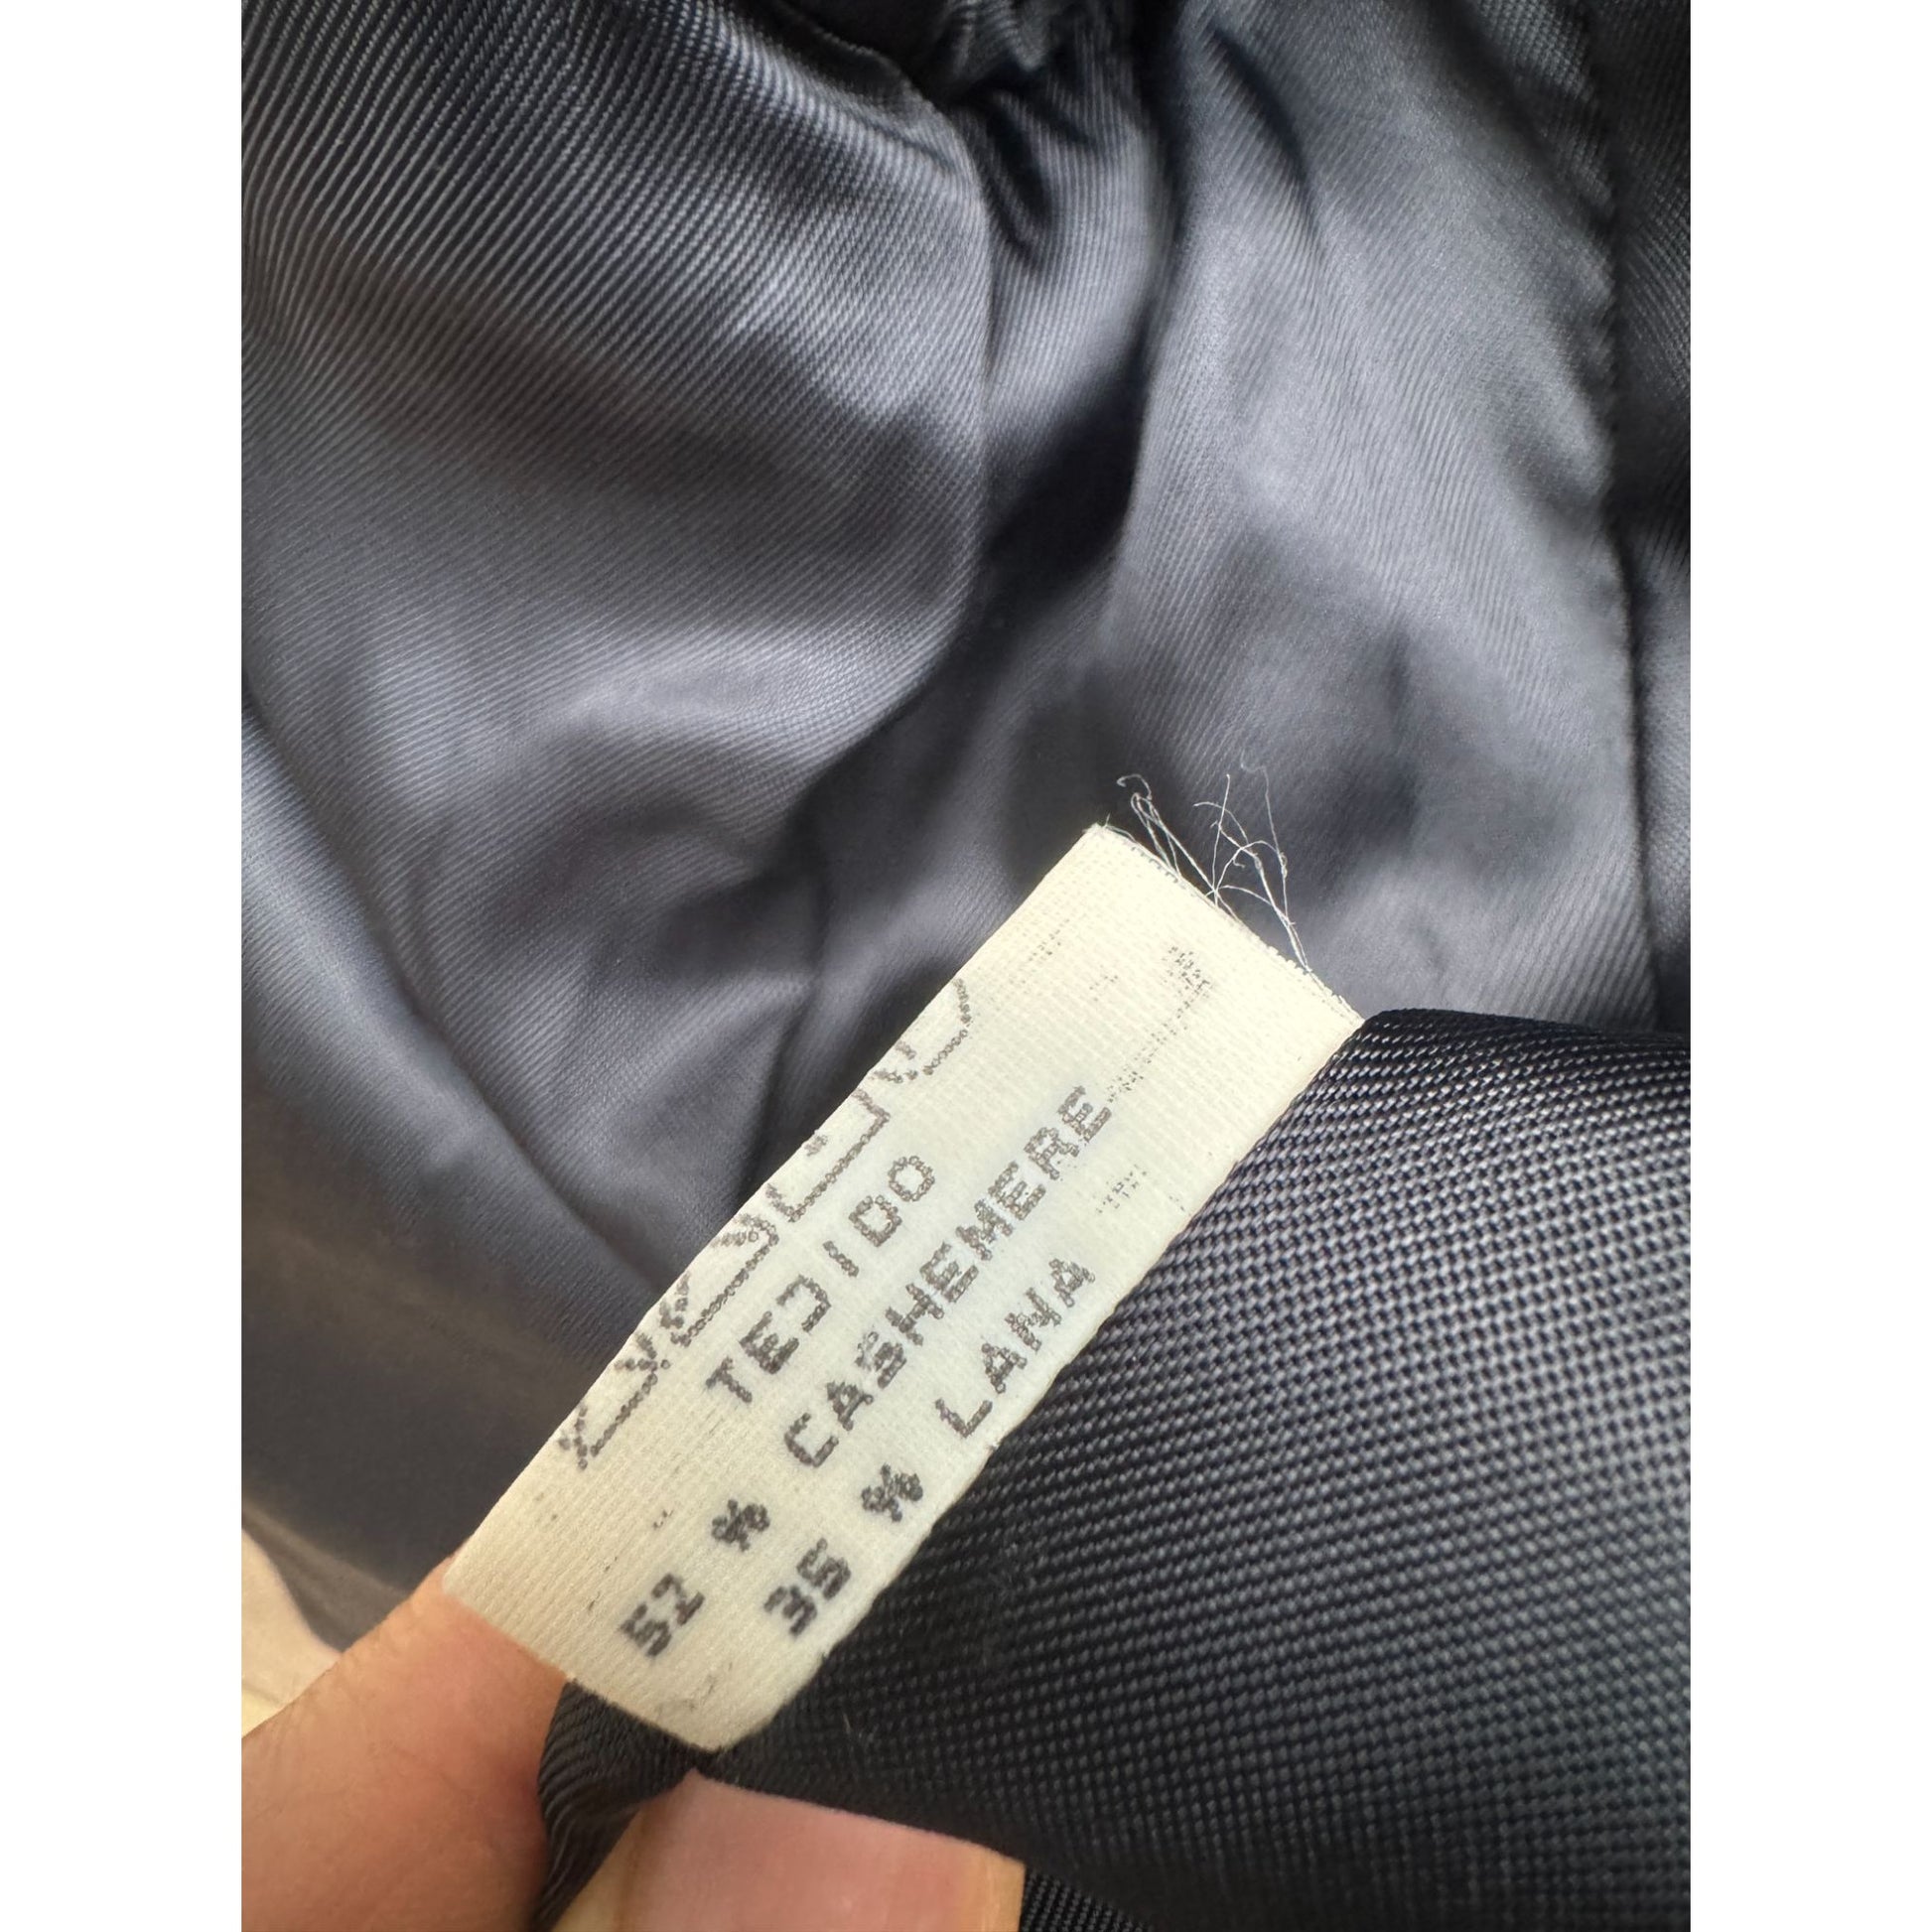 TEJIDO
52 % CASHEMERE
35 % LANA